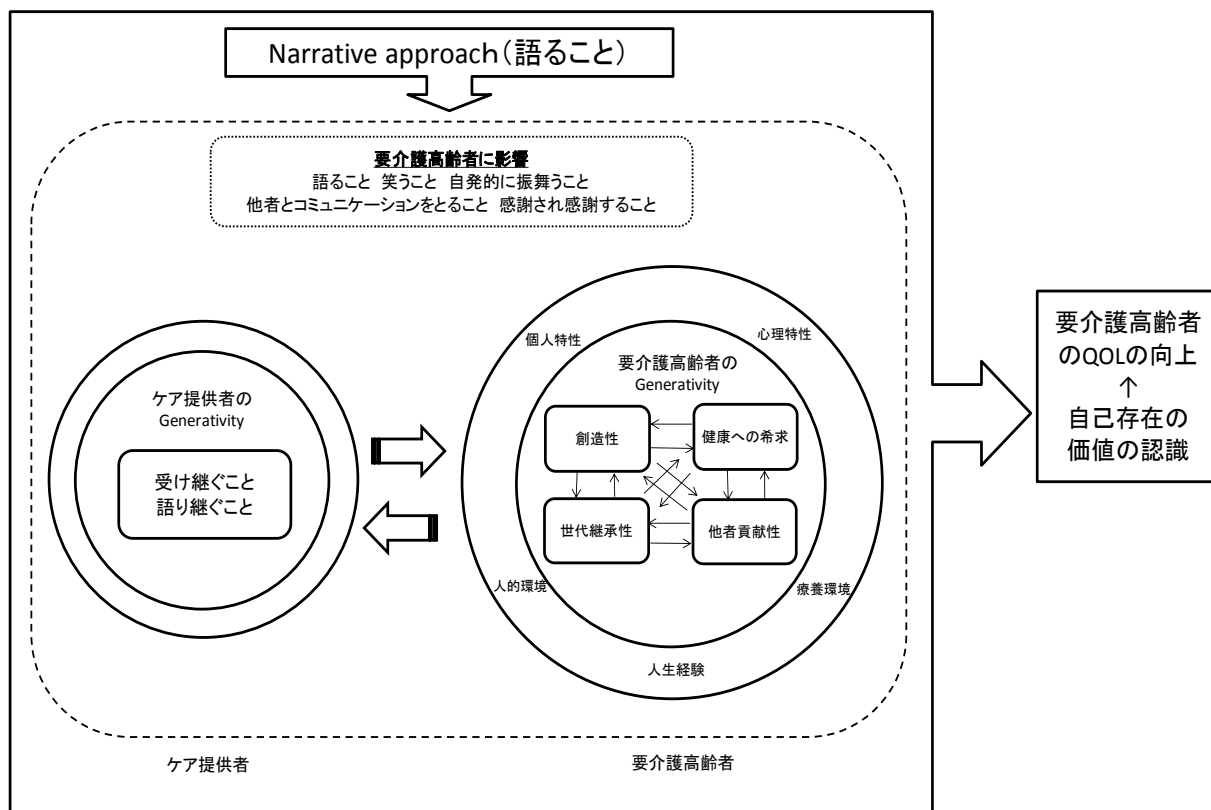 Narrative approach(語ること)
要介護高齢者に影響
語ること 笑うこと 自発的に振舞うこと
他者とコミュニケーションをとること 感謝され感謝すること
個人特性
心理特性
要介護高齢者の
Generativity
創造性
健康への希求
世代継承性
他者貢献性
人的環境
療養環境
人生経験
ケア提供者の
Generativity
受け継ぐこと
語り継ぐこと
ケア提供者
要介護高齢者
要介護高齢者
のQOLの向上
↑
自己存在の
価値の認識